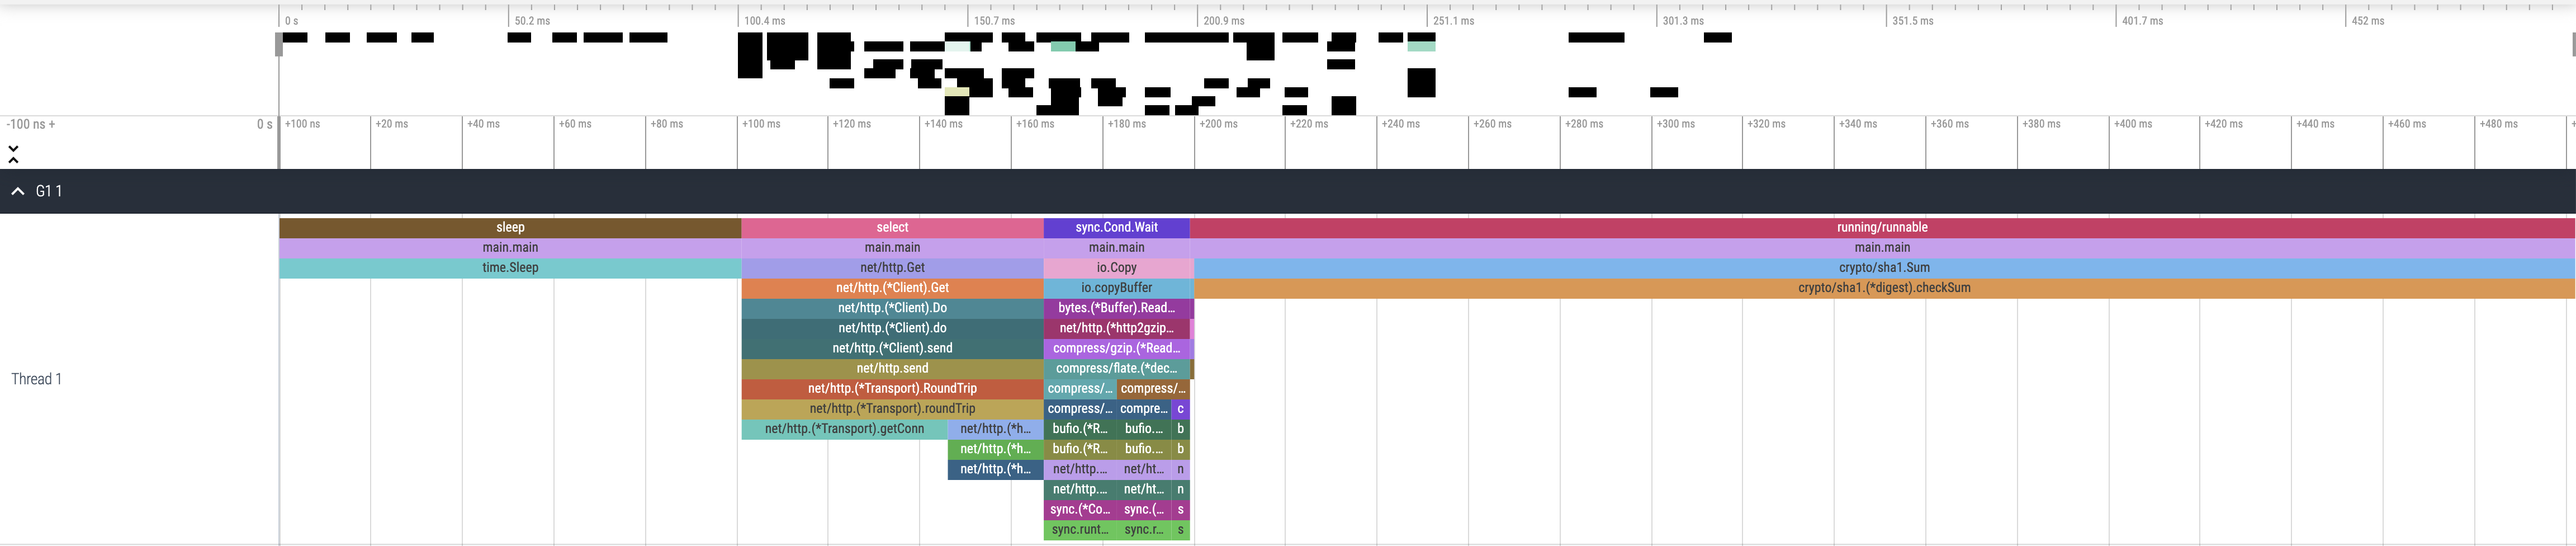 0 s 50.2 ms 100.4 ms 150.7 ms 200.9 ms 251.1 ms 301.3 ms 351.5 ms 401.7 ms 452 ms
-100 ns + 0 s +100 ns +20 ms +40 ms +60 ms +80 ms +100 ms +120 ms +140 ms +160 ms +180 ms +200 ms +220 ms +240 ms +260 ms +280 ms +300 ms +320 ms +340 ms +360 ms +380 ms +400 ms +420 ms +440 ms +460 ms +480 ms +
G1 1
sleep select sync.Cond.Wait running/runnable
main.main main.main main.main main.main
time.Sleep net/http.Get io.Copy crypto/sha1.Sum
net/http.(*Client).Get io.copyBuffer crypto/sha1.(*digest).checkSum
net/http.(*Client).Do bytes.(*Buffer).Read...
net/http.(*Client).do net/http.(*http2gzip...
net/http.(*Client).send compress/gzip.(*Read...
Thread 1 net/http.send compress/flate.(*dec...
net/http.(*Transport).RoundTrip compress/... compress/...
net/http.(*Transport).roundTrip compress/... compre... c
net/http.(*Transport).getConn net/http.(*h... bufio.(*R... bufio.... b
net/http.(*h... bufio.(*R... bufio.... b
net/http.(*h... net/http.... net/ht... n
net/http.... net/ht... n
sync.(*Co... sync.(... s
sync.runt... sync.r... s